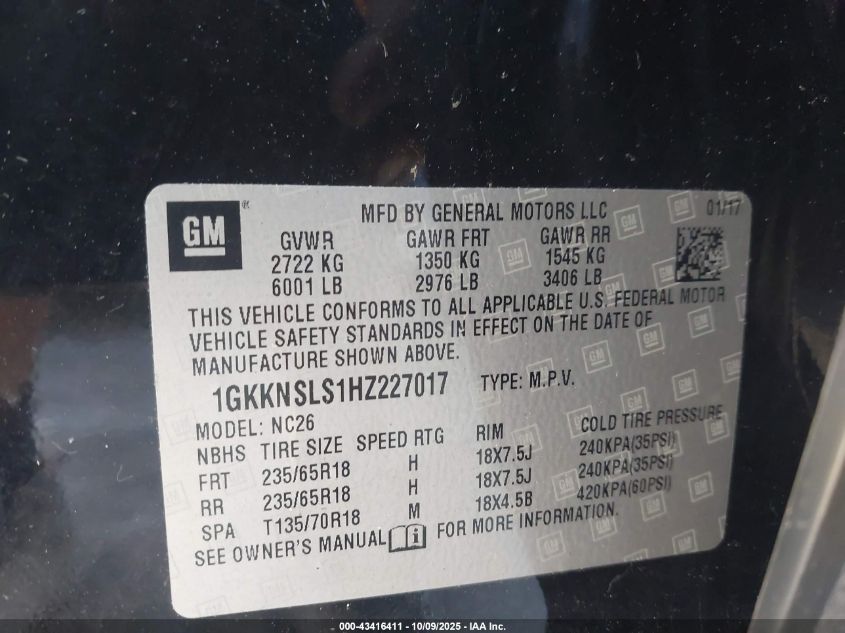 GM®
MFD BY GENERAL MOTORS LLC 01/17
GVWR GAWR FRT GAWR RR
2722 KG 1350 KG 1545 KG
6001 LB 2976 LB 3406 LB
THIS VEHICLE CONFORMS TO ALL APPLICABLE U.S. FEDERAL MOTOR
VEHICLE SAFETY STANDARDS IN EFFECT ON THE DATE OF
MANUFACTURE SHOWN ABOVE.
1GKKNSLS1HZ227017 TYPE: M.P.V.
MODEL: NC26
NBHS TIRE SIZE SPEED RTG RIM COLD TIRE PRESSURE
FRT 235/65R18 H 18X7.5J 240KPA(35PSI)
RR 235/65R18 H 18X7.5J 240KPA(35PSI)
SPA T135/70R18 M 18X4.5B 420KPA(60PSI)
SEE OWNER'S MANUAL i FOR MORE INFORMATION.
000-43416411 - 10/09/2025 - IAA Inc.